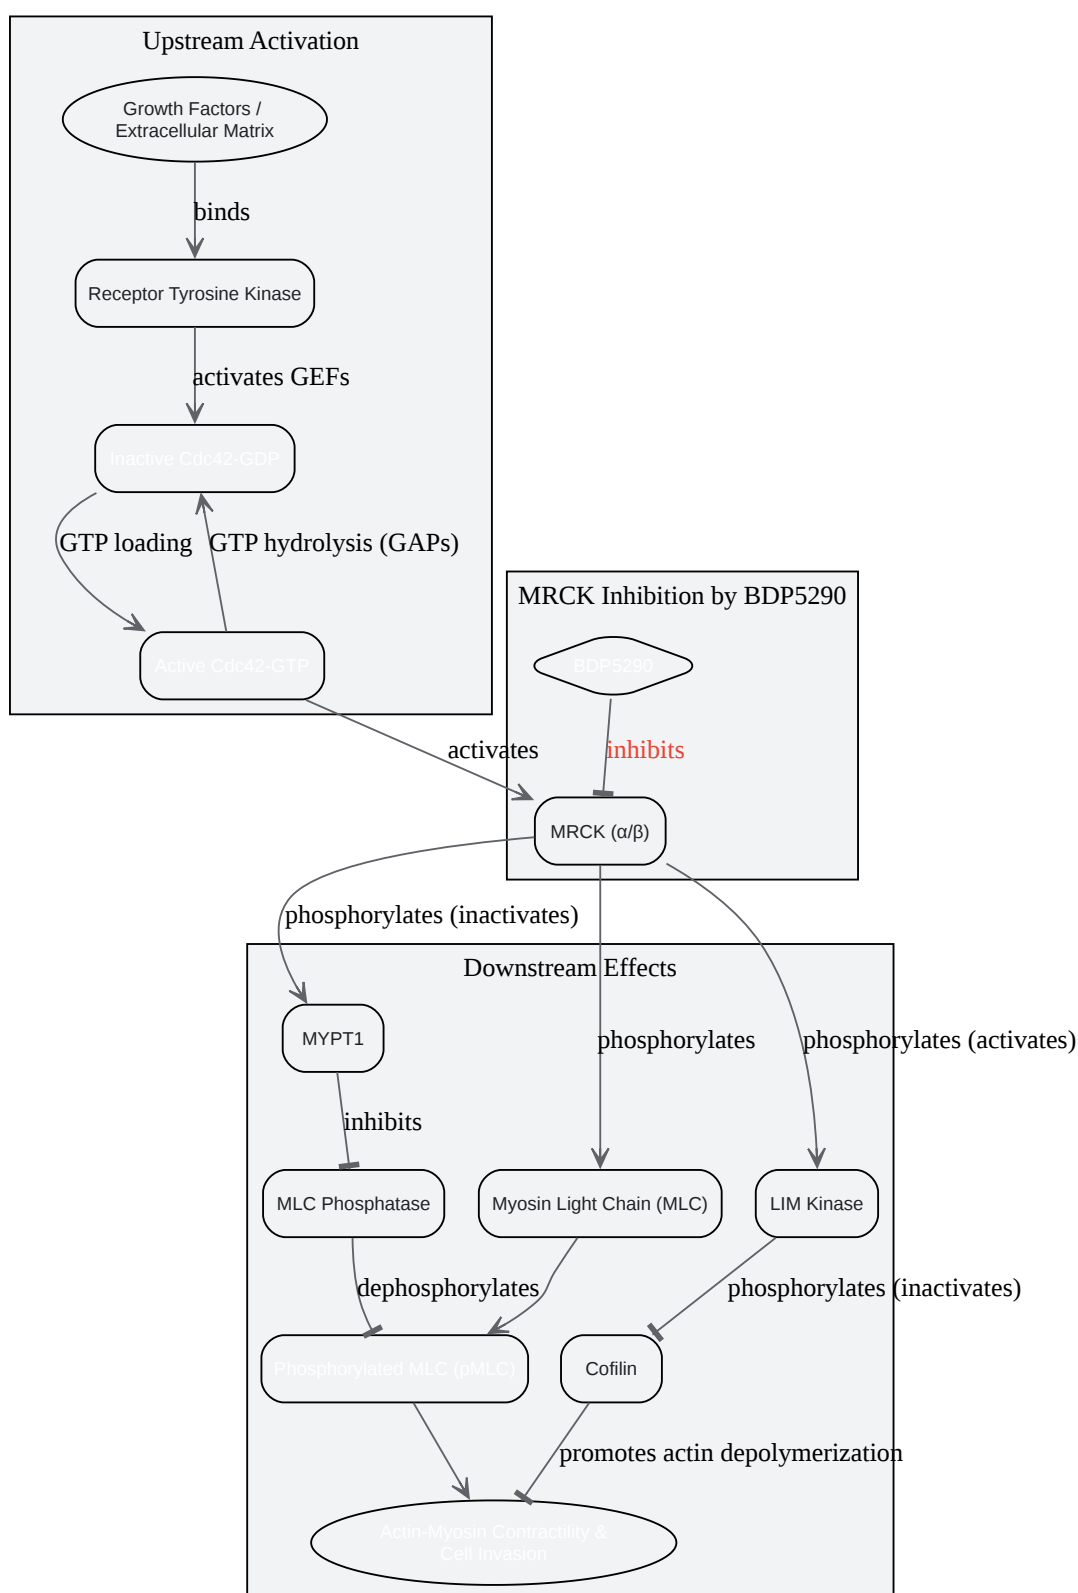 Upstream Activation
Growth Factors /
Extracellular Matrix
binds
Receptor Tyrosine Kinase
activates GEFs
Inactive Cdc42-GDP
GTP loading
GTP hydrolysis (GAPs)
Active Cdc42-GTP
MRCK Inhibition by BDP5290
BDP5290
activates
inhibits
MRCK (α/β)
phosphorylates (inactivates)
Downstream Effects
MYPT1
phosphorylates
phosphorylates (activates)
inhibits
MLC Phosphatase
Myosin Light Chain (MLC)
LIM Kinase
dephosphorylates
phosphorylates (inactivates)
Phosphorylated MLC (pMLC)
Cofilin
promotes actin depolymerization
Actin-Myosin Contractility &
Cell Invasion